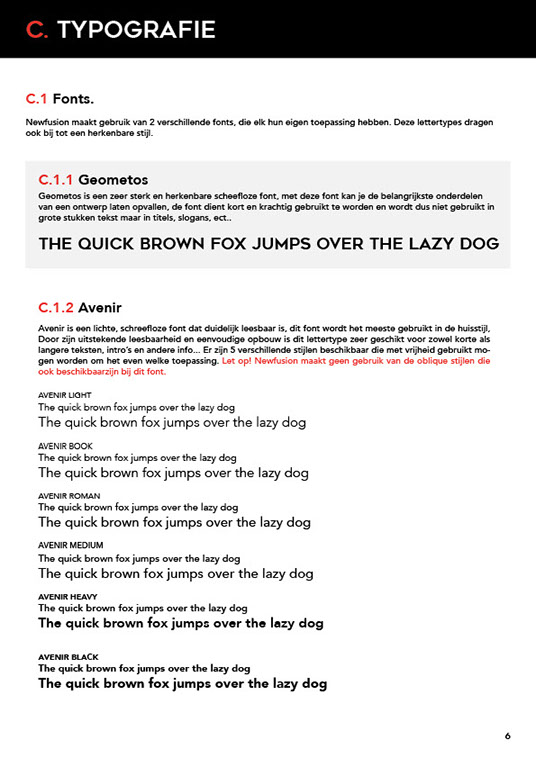 C. TYPOGRAFIE
C.1 Fonts.
Newfusion maakt gebruik van 2 verschillende fonts, die elk hun eigen toepassing hebben. Deze lettertypes dragen
ook bij tot een herkenbare stijl.
C.1.1 Geometos
Geometos is een zeer sterk en herkenbare scheefloze font, met deze font kan je de belangrijkste onderdelen
van een ontwerp laten opvallen, de font dient kort en krachtig gebruikt te worden en wordt dus niet gebruikt in
grote stukken tekst maar in titels, slogans, ect..
THE QUICK BROWN FOX JUMPS OVER THE LAZY DOG
C.1.2 Avenir
Avenir is een lichte, schreefloze font dat duidelijk leesbaar is, dit font wordt het meeste gebruikt in de huisstijl,
Door zijn uitstekende leesbaarheid en eenvoudige opbouw is dit lettertype zeer geschikt voor zowel korte als
langere teksten, intro's en andere info... Er zijn 5 verschillende stijlen beschikbaar die met vrijheid gebruikt mo-
gen worden om het even welke toepassing. Let op! Newfusion maakt geen gebruik van de oblique stijlen die
ook beschikbaarzijn bij dit font.
AVENIR LIGHT
The quick brown fox jumps over the lazy dog
The quick brown fox jumps over the lazy dog
AVENIR BOOK
The quick brown fox jumps over the lazy dog
The quick brown fox jumps over the lazy dog
AVENIR ROMAN
The quick brown fox jumps over the lazy dog
The quick brown fox jumps over the lazy dog
AVENIR MEDIUM
The quick brown fox jumps over the lazy dog
The quick brown fox jumps over the lazy dog
AVENIR HEAVY
The quick brown fox jumps over the lazy dog
The quick brown fox jumps over the lazy dog
AVENIR BLACK
The quick brown fox jumps over the lazy dog
The quick brown fox jumps over the lazy dog
6